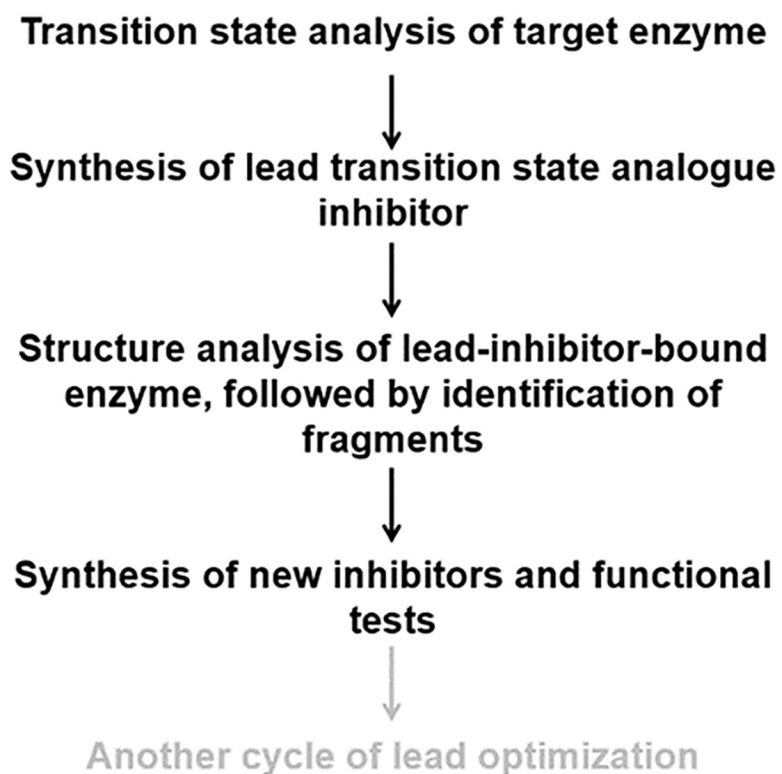 Transition state analysis of target enzyme
Synthesis of lead transition state analogue
inhibitor
Structure analysis of lead-inhibitor-bound
enzyme, followed by identification of
fragments
Synthesis of new inhibitors and functional
tests
Another cycle of lead optimization